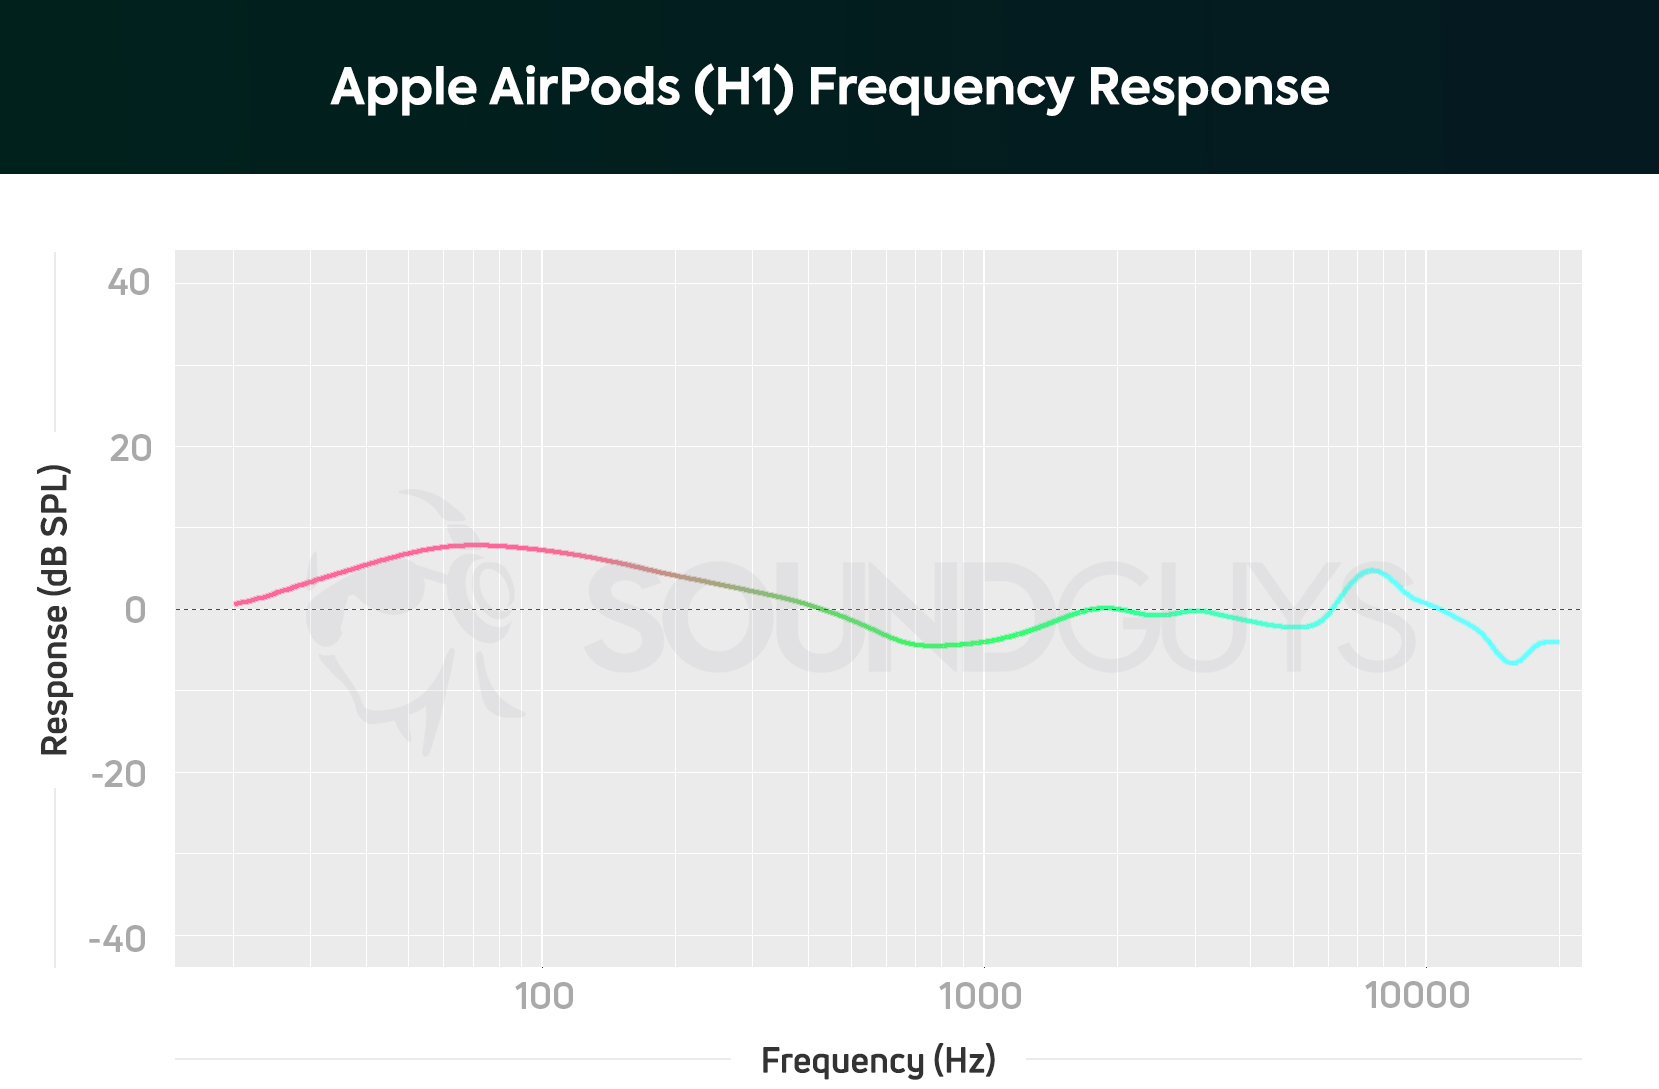 Apple AirPods (H1) Frequency Response
40
20
0
-20
-40
Response (dB SPL)
SOUNDGUYS
100
1000
10000
Frequency (Hz)